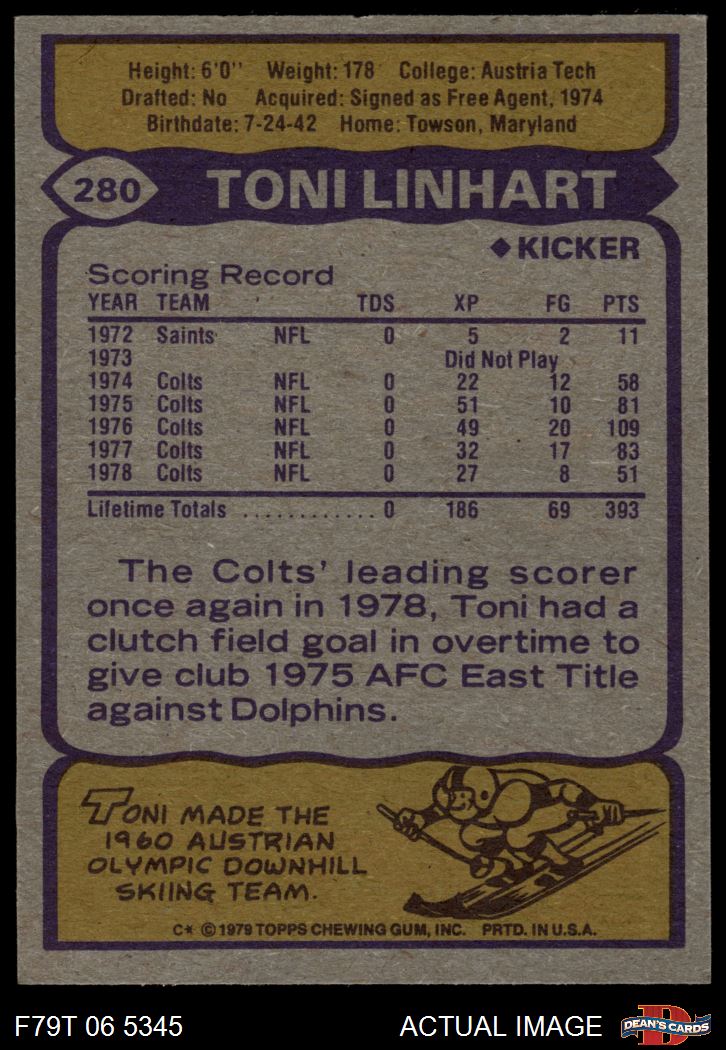 Height: 6'0'' Weight: 178 College: Austria Tech
Drafted: No Acquired: Signed as Free Agent, 1974
Birthdate: 7-24-42 Home: Towson, Maryland
280 TONI LINHART
◆ KICKER
Scoring Record
YEAR TEAM TDS XP FG PTS
1972 Saints NFL 0 5 2 11
1973 Did Not Play
1974 Colts NFL 0 22 12 58
1975 Colts NFL 0 51 10 81
1976 Colts NFL 0 49 20 109
1977 Colts NFL 0 32 17 83
1978 Colts NFL 0 27 8 51
Lifetime Totals ............ 0 186 69 393
The Colts' leading scorer
once again in 1978, Toni had a
clutch field goal in overtime to
give club 1975 AFC East Title
against Dolphins.
TONI MADE THE
1960 AUSTRIAN
OLYMPIC DOWNHILL
SKIING TEAM.
C* © 1979 TOPPS CHEWING GUM, INC. PRTD. IN U.S.A.
F79T 06 5345 ACTUAL IMAGE D DEAN'S CARDS